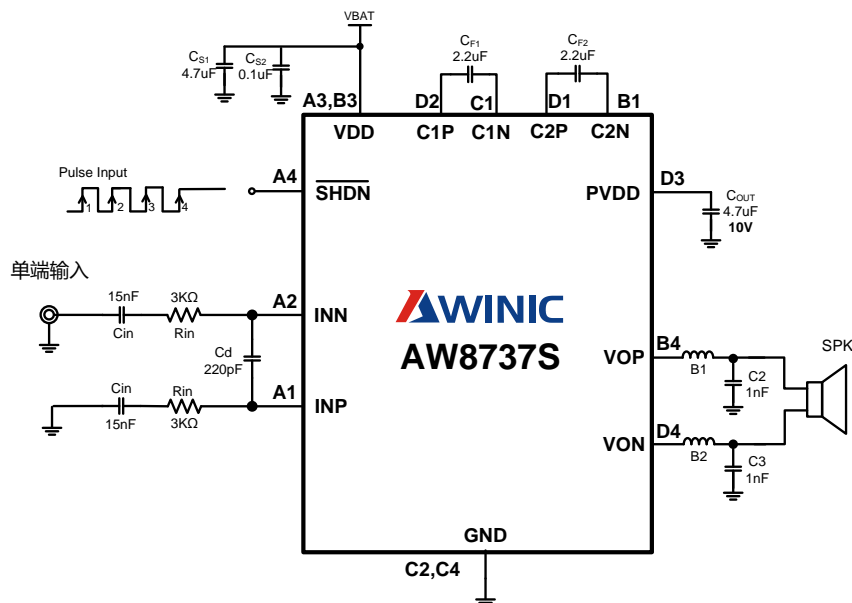 VBAT
CS1
4.7uF
CS2
0.1uF
CF1
2.2uF
CF2
2.2uF
A3,B3
D2
C1
D1
B1
VDD
C1P
C1N
C2P
C2N
Pulse Input
1 2 3 4
A4
SHDN
D3
PVDD
COUT
4.7uF
10V
单端输入
15nF
Cin
3KΩ
Rin
A2
INN
Cd
220pF
Cin
15nF
Rin
3KΩ
A1
INP
AWINIC
AW8737S
VOP
B4
B1
C2
1nF
SPK
VON
D4
B2
C3
1nF
GND
C2,C4